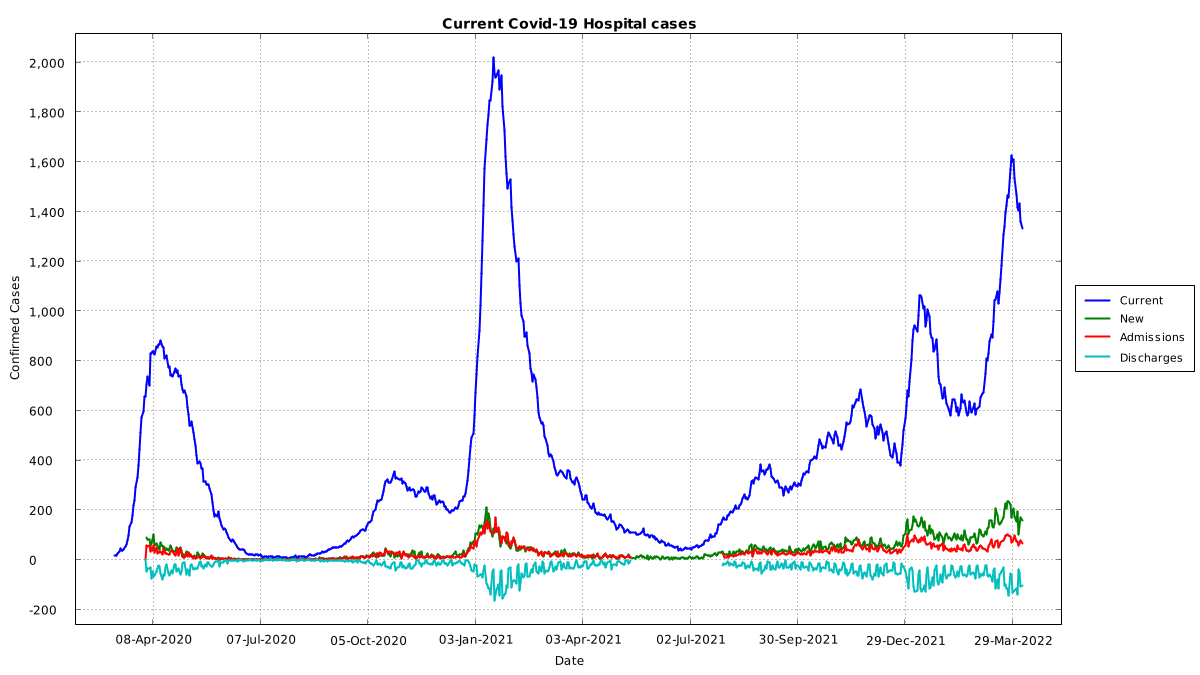 Current Covid-19 Hospital cases
2,000
1,800
1,600
1,400
1,200
1,000
800
600
400
200
0
-200
Confirmed Cases
08-Apr-2020 07-Jul-2020 05-Oct-2020 03-Jan-2021 03-Apr-2021 02-Jul-2021 30-Sep-2021 29-Dec-2021 29-Mar-2022
Date
Current
New
Admissions
Discharges